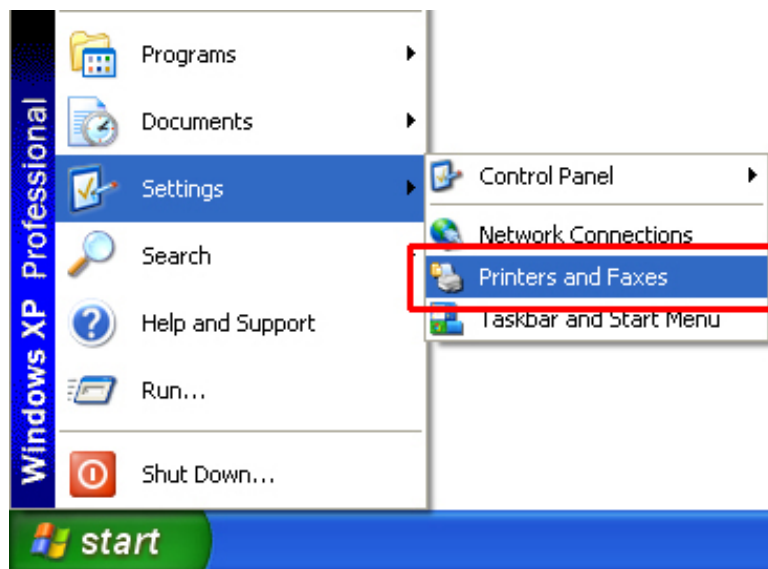 Windows XP Professional
Programs
Documents
Settings
Search
Help and Support
Run...
Shut Down...
Control Panel
Network Connections
Printers and Faxes
Taskbar and Start Menu
start